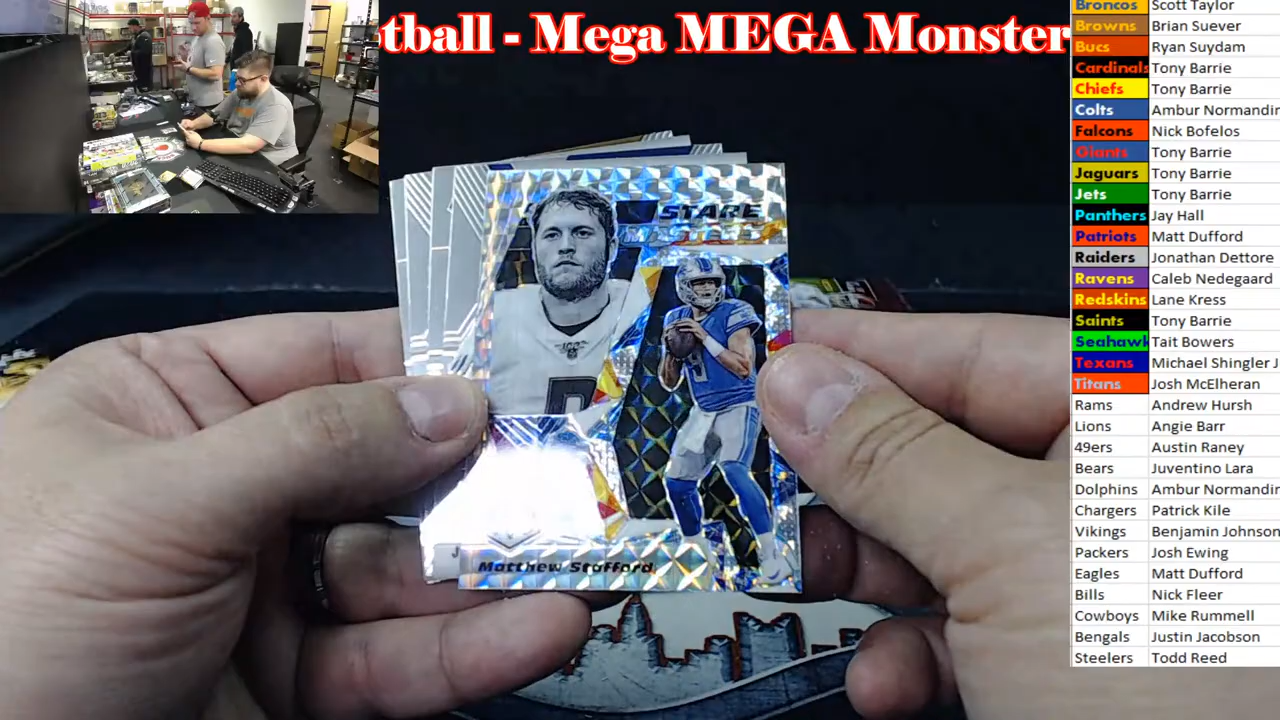 otball - Mega MEGA Monster
Broncos Scott Taylor
Browns Brian Suever
Bucs Ryan Suydam
Cardinals Tony Barrie
Chiefs Tony Barrie
Colts Ambur Normandin
Falcons Nick Bofelos
Giants Tony Barrie
Jaguars Tony Barrie
Jets Tony Barrie
Panthers Jay Hall
Patriots Matt Dufford
Raiders Jonathan Dettore
Ravens Caleb Nedegaard
Redskins Lane Kress
Saints Tony Barrie
Seahawk Tait Bowers
Texans Michael Shingler J
Titans Josh McElheran
Rams Andrew Hursh
Lions Angie Barr
49ers Austin Raney
Bears Juventino Lara
Dolphins Ambur Normandin
Chargers Patrick Kile
Vikings Benjamin Johnson
Packers Josh Ewing
Eagles Matt Dufford
Bills Nick Fleer
Cowboys Mike Rummell
Bengals Justin Jacobson
Steelers Todd Reed
STARE
100
9
Matthew Stafford